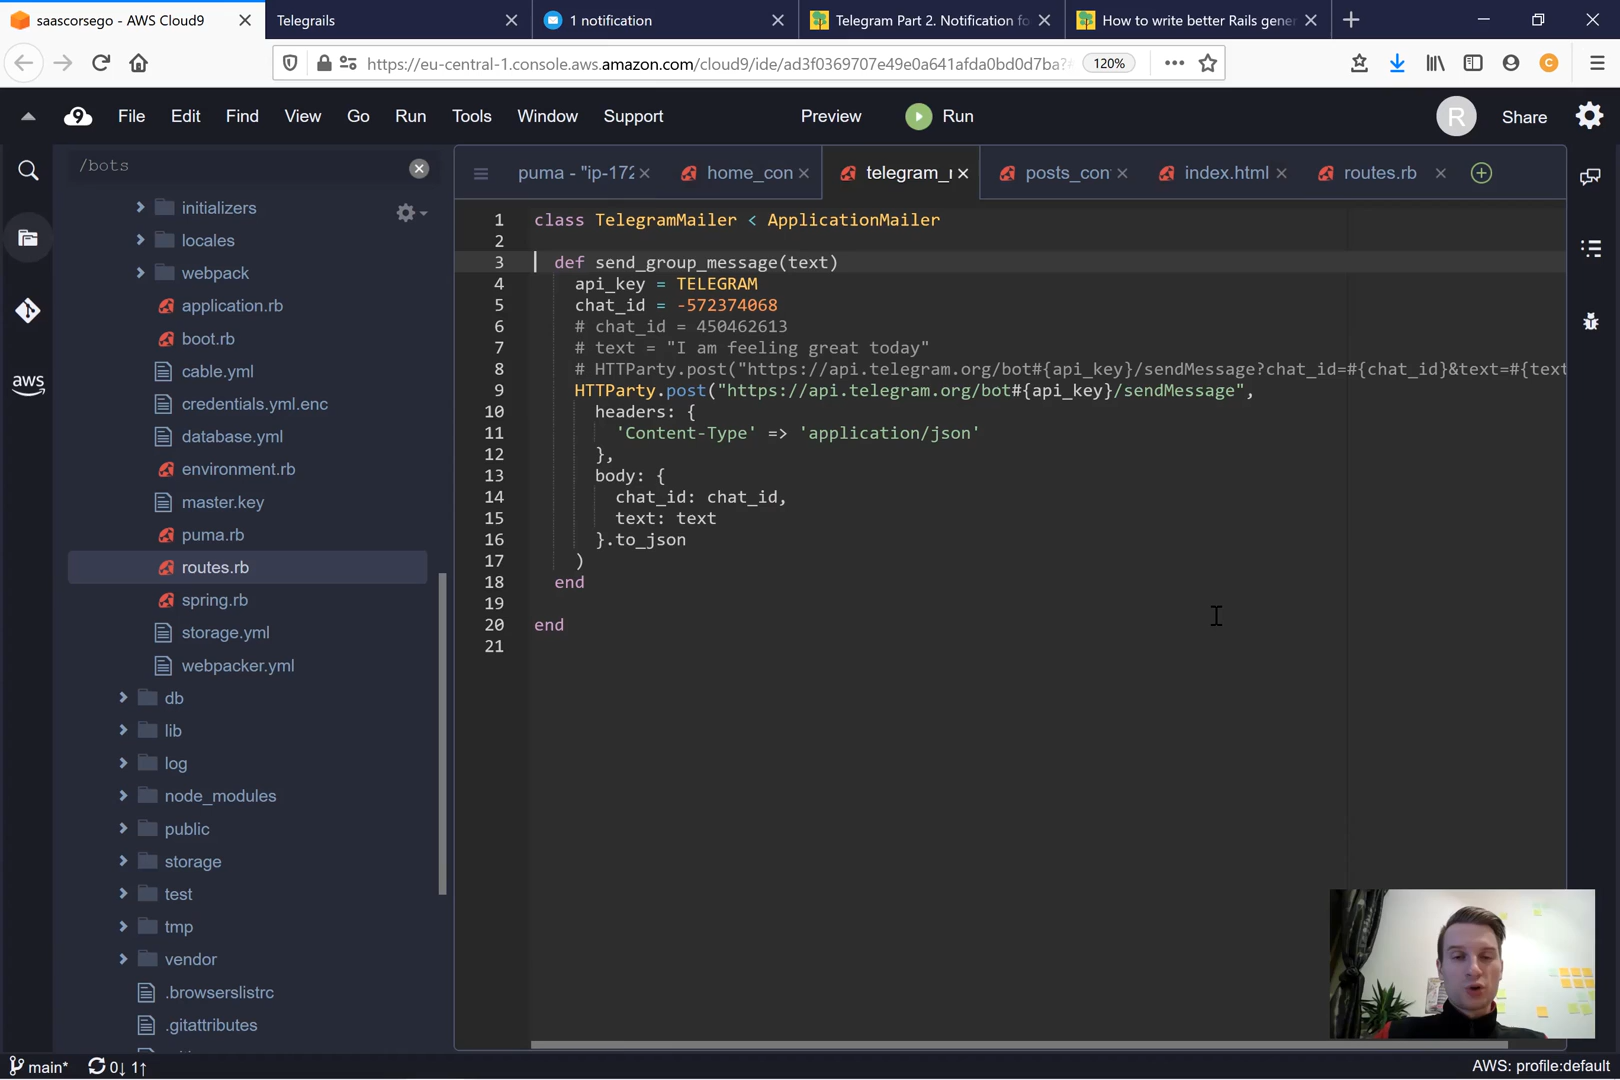 saascorsego - AWS Cloud9
Telegrails
1 notification
Telegram Part 2. Notification fo
How to write better Rails gener
https://eu-central-1.console.aws.amazon.com/cloud9/ide/ad3f0369707e49e0a641afda0bd0d7ba?
120%
C
9
File
Edit
Find
View
Go
Run
Tools
Window
Support
Preview
Run
R
Share
/bots
puma - "ip-172
home_con
telegram_
posts_con
index.html
routes.rb
aws
initializers
locales
webpack
application.rb
boot.rb
cable.yml
credentials.yml.enc
database.yml
environment.rb
master.key
puma.rb
routes.rb
spring.rb
storage.yml
webpacker.yml
db
lib
log
node_modules
public
storage
test
tmp
vendor
.browserslistrc
.gitattributes
1 class TelegramMailer < ApplicationMailer
2
3 def send_group_message(text)
4 api_key = TELEGRAM
5 chat_id = -572374068
6 # chat_id = 450462613
7 # text = "I am feeling great today"
8 # HTTParty.post("https://api.telegram.org/bot#{api_key}/sendMessage?chat_id=#{chat_id}&text=#{text
9 HTTParty.post("https://api.telegram.org/bot#{api_key}/sendMessage",
10 headers: {
11 'Content-Type' => 'application/json'
12 },
13 body: {
14 chat_id: chat_id,
15 text: text
16 }.to_json
17 )
18 end
19
20 end
21
main* 0↓ 1↑
AWS: profile:default